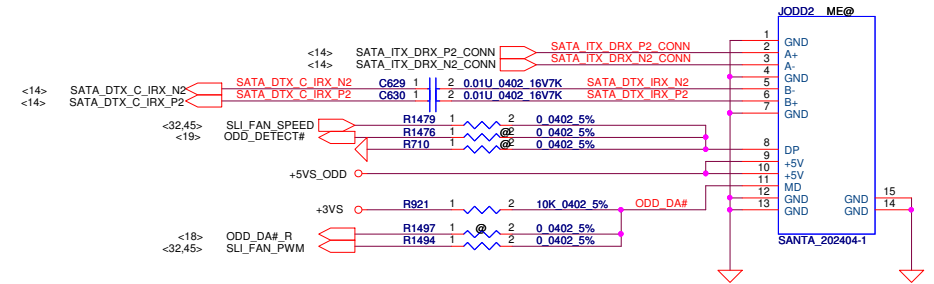 JODD2 ME@
1 GND
<14> SATA_ITX_DRX_P2_CONN SATA_ITX_DRX_P2_CONN 2 A+
<14> SATA_ITX_DRX_N2_CONN SATA_ITX_DRX_N2_CONN 3 A-
4 GND
<14> SATA_DTX_C_IRX_N2 SATA_DTX_C_IRX_N2 C629 1 2 0.01U_0402_16V7K SATA_DTX_IRX_N2 5 B-
<14> SATA_DTX_C_IRX_P2 SATA_DTX_C_IRX_P2 C630 1 2 0.01U_0402_16V7K SATA_DTX_IRX_P2 6 B+
7 GND
<32,45> SLI_FAN_SPEED R1479 1 2 0_0402_5%
<19> ODD_DETECT# R1476 1 @ 2 0_0402_5%
R710 1 @ 2 0_0402_5% 8 DP
9 +5V
+5VS_ODD 10 +5V
11 MD
12 GND GND 15
+3VS R921 1 2 10K_0402_5% ODD_DA# 13 GND GND 14
<18> ODD_DA#_R R1497 1 @ 2 0_0402_5%
<32,45> SLI_FAN_PWM R1494 1 2 0_0402_5%
SANTA_202404-1